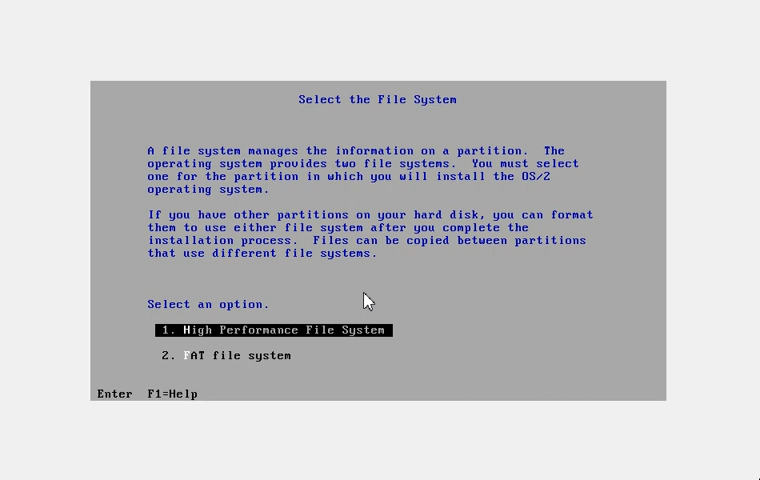 Select the File System
A file system manages the information on a partition.  The
operating system provides two file systems.  You must select
one for the partition in which you will install the OS/2
operating system.
If you have other partitions on your hard disk, you can format
them to use either file system after you complete the
installation process.  Files can be copied between partitions
that use different file systems.
Select an option.
1. High Performance File System
2. FAT file system
Enter  F1=Help